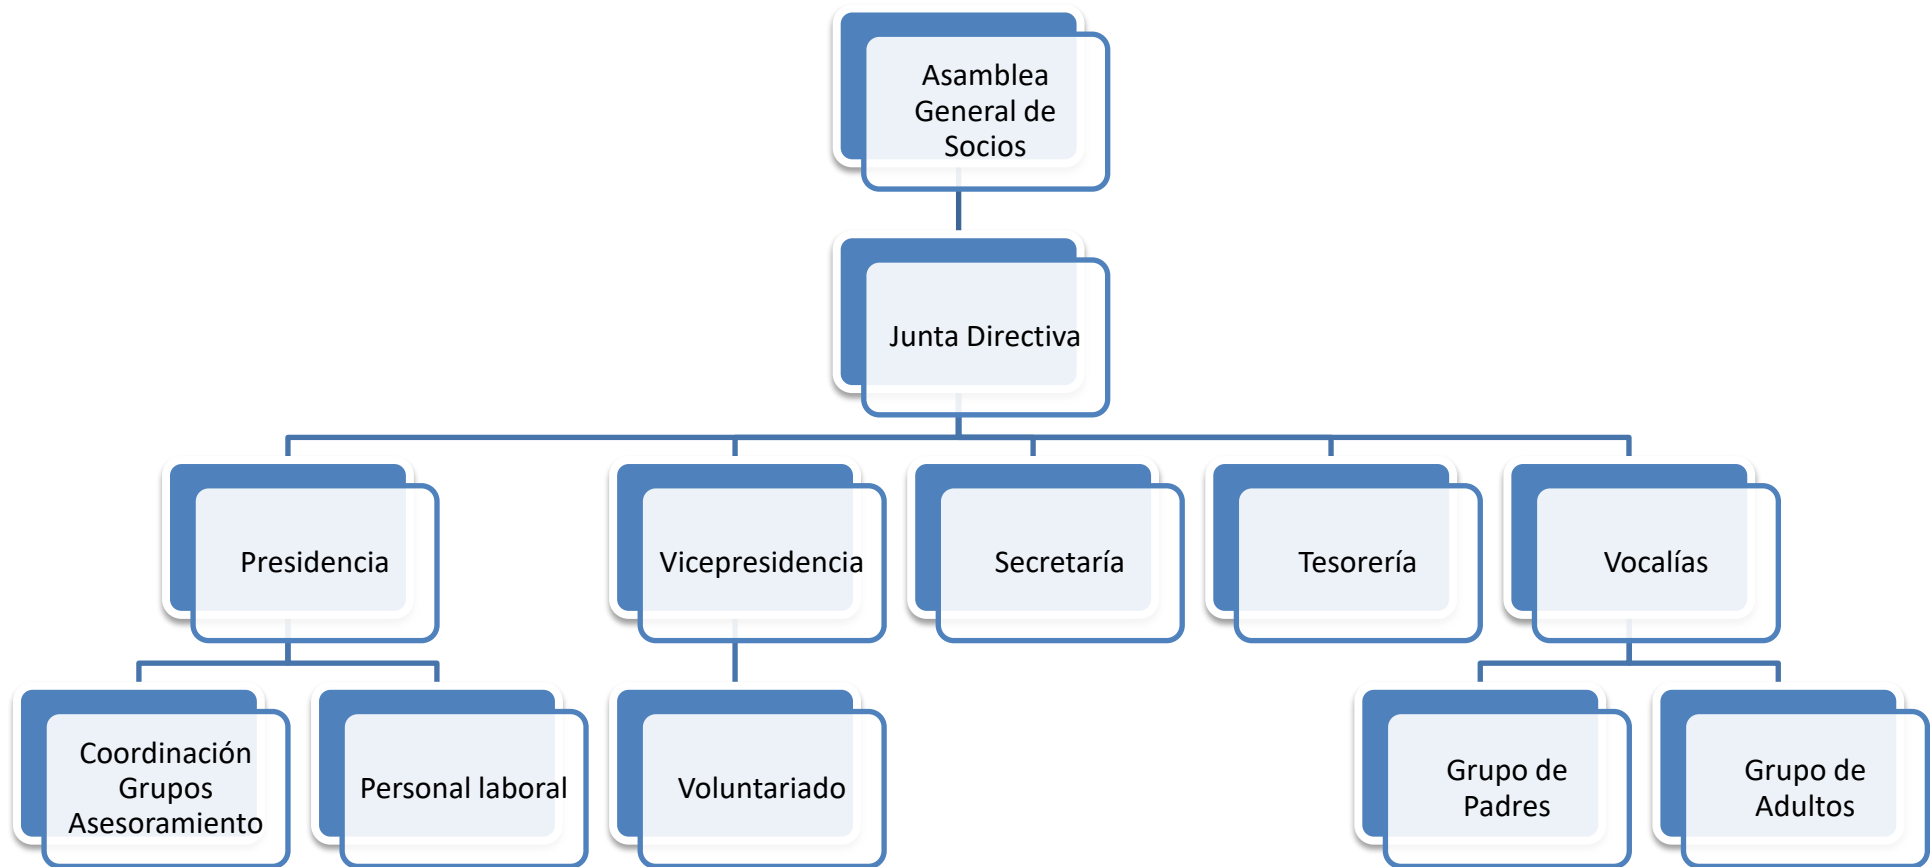 Asamblea
General de
Socios
Junta Directiva
Presidencia
Vicepresidencia
Secretaría
Tesorería
Vocalías
Coordinación
Grupos
Asesoramiento
Personal laboral
Voluntariado
Grupo de
Padres
Grupo de
Adultos